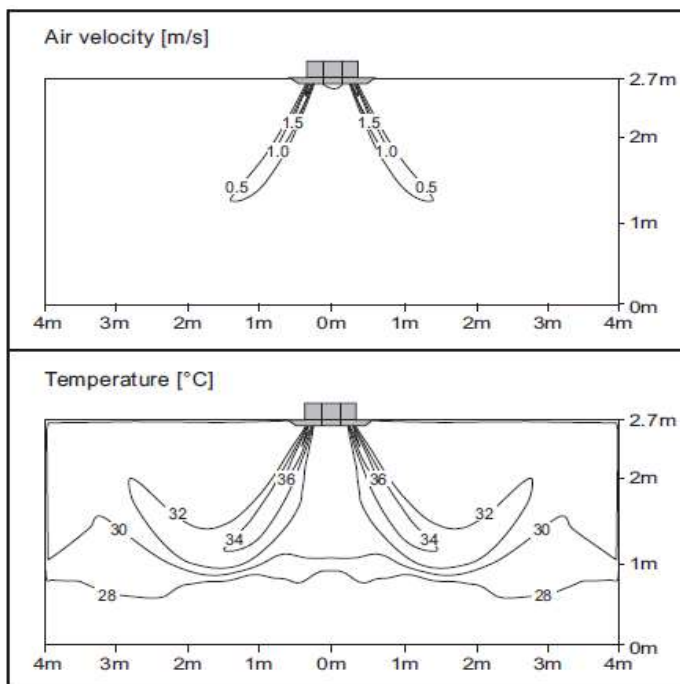 Air velocity [m/s]
2.7m
1.5 1.5
2m
1.0 1.0
0.5 0.5
1m
0m
4m 3m 2m 1m 0m 1m 2m 3m 4m
Temperature [°C]
2.7m
36 36
2m
32 32
30 34 34 30
1m
28 28
0m
4m 3m 2m 1m 0m 1m 2m 3m 4m